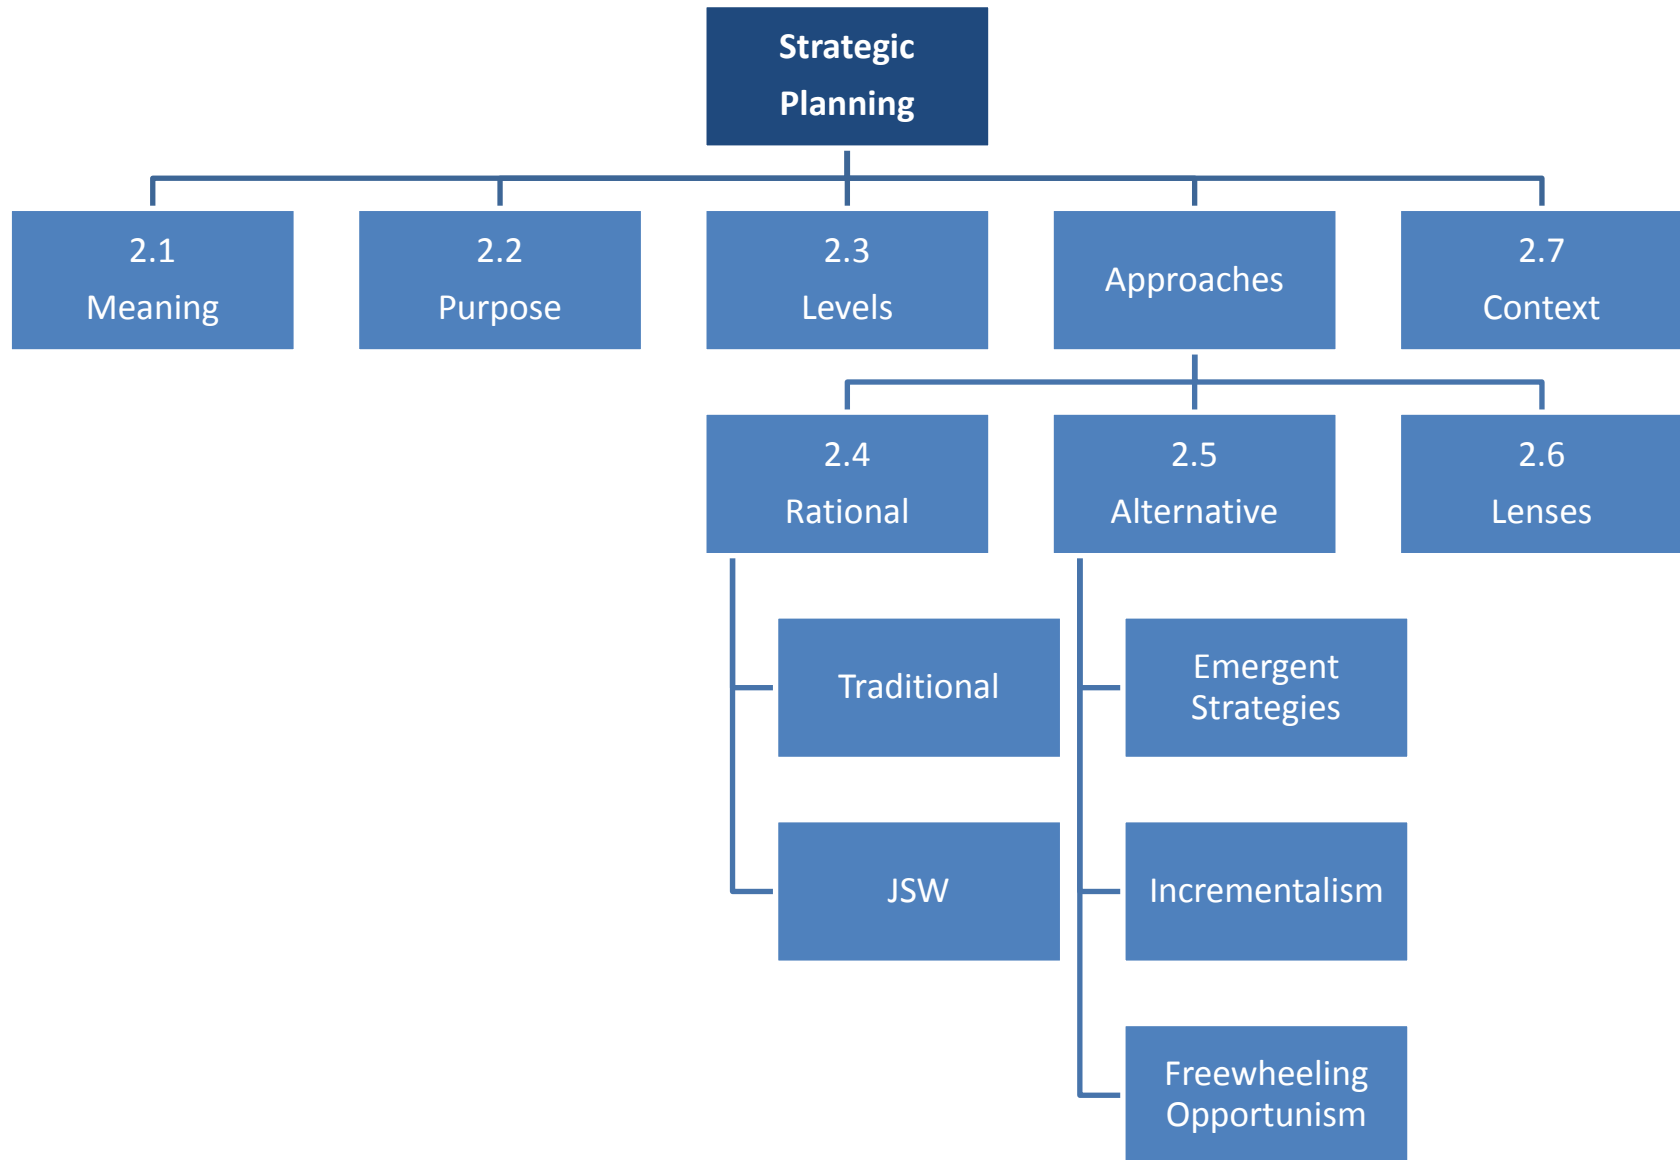 Strategic
Planning
2.1
Meaning
2.2
Purpose
2.3
Levels
Approaches
2.7
Context
2.4
Rational
2.5
Alternative
2.6
Lenses
Traditional
Emergent
Strategies
JSW
Incrementalism
Freewheeling
Opportunism